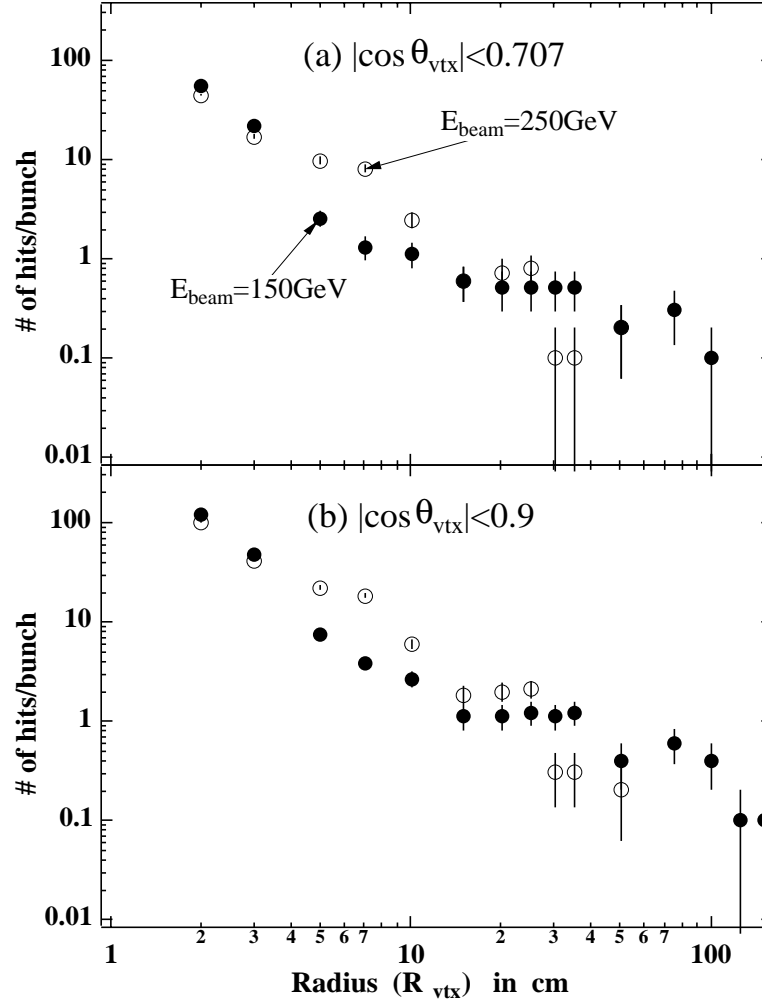 (a) |cos θvtx|<0.707
100
10
1
0.1
0.01
# of hits/bunch
Ebeam=250GeV
Ebeam=150GeV
(b) |cos θvtx|<0.9
100
10
1
0.1
0.01
# of hits/bunch
2 3 4 5 6 7 2 3 4 5 6 7
1 10 100
Radius (R vtx) in cm